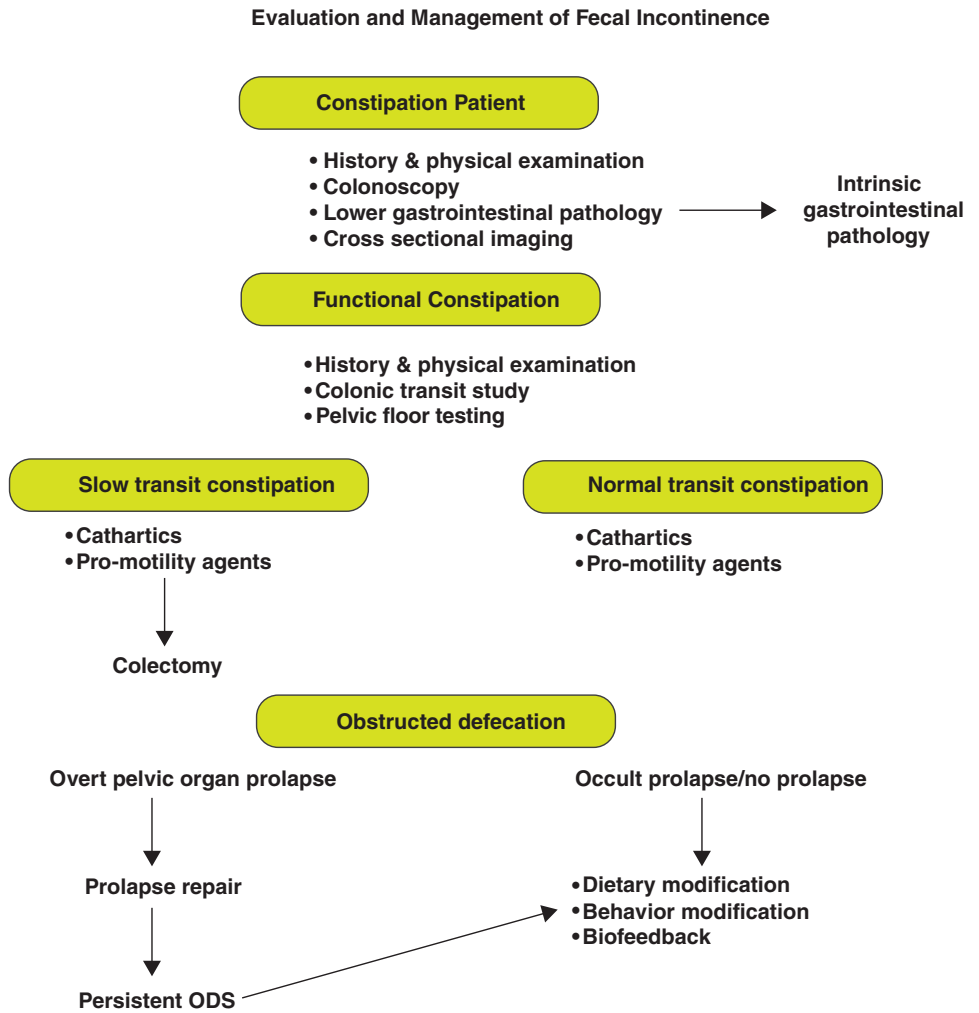 Evaluation and Management of Fecal Incontinence
Constipation Patient
• History & physical examination
• Colonoscopy
• Lower gastrointestinal pathology
• Cross sectional imaging
Intrinsic
gastrointestinal
pathology
Functional Constipation
• History & physical examination
• Colonic transit study
• Pelvic floor testing
Slow transit constipation
• Cathartics
• Pro-motility agents
Colectomy
Normal transit constipation
• Cathartics
• Pro-motility agents
Obstructed defecation
Overt pelvic organ prolapse
Prolapse repair
Persistent ODS
Occult prolapse/no prolapse
• Dietary modification
• Behavior modification
• Biofeedback